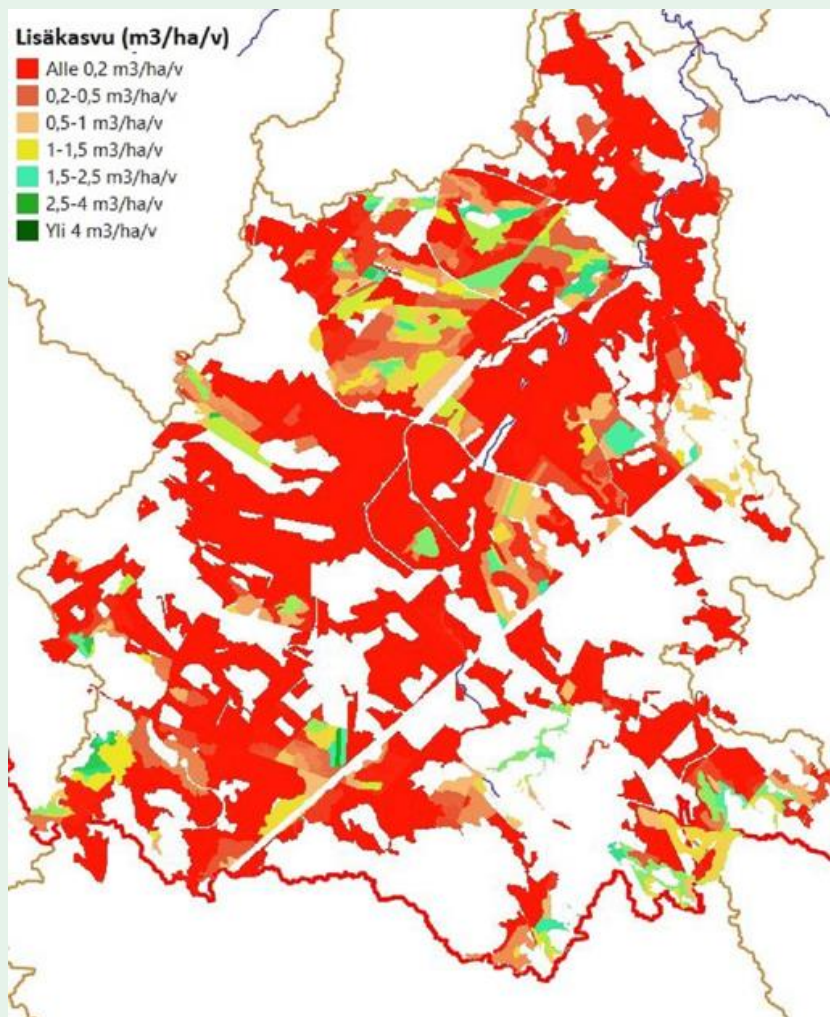 Lisäkasvu (m3/ha/v)
Alle 0,2 m3/ha/v
0,2-0,5 m3/ha/v
0,5-1 m3/ha/v
1-1,5 m3/ha/v
1,5-2,5 m3/ha/v
2,5-4 m3/ha/v
Yli 4 m3/ha/v